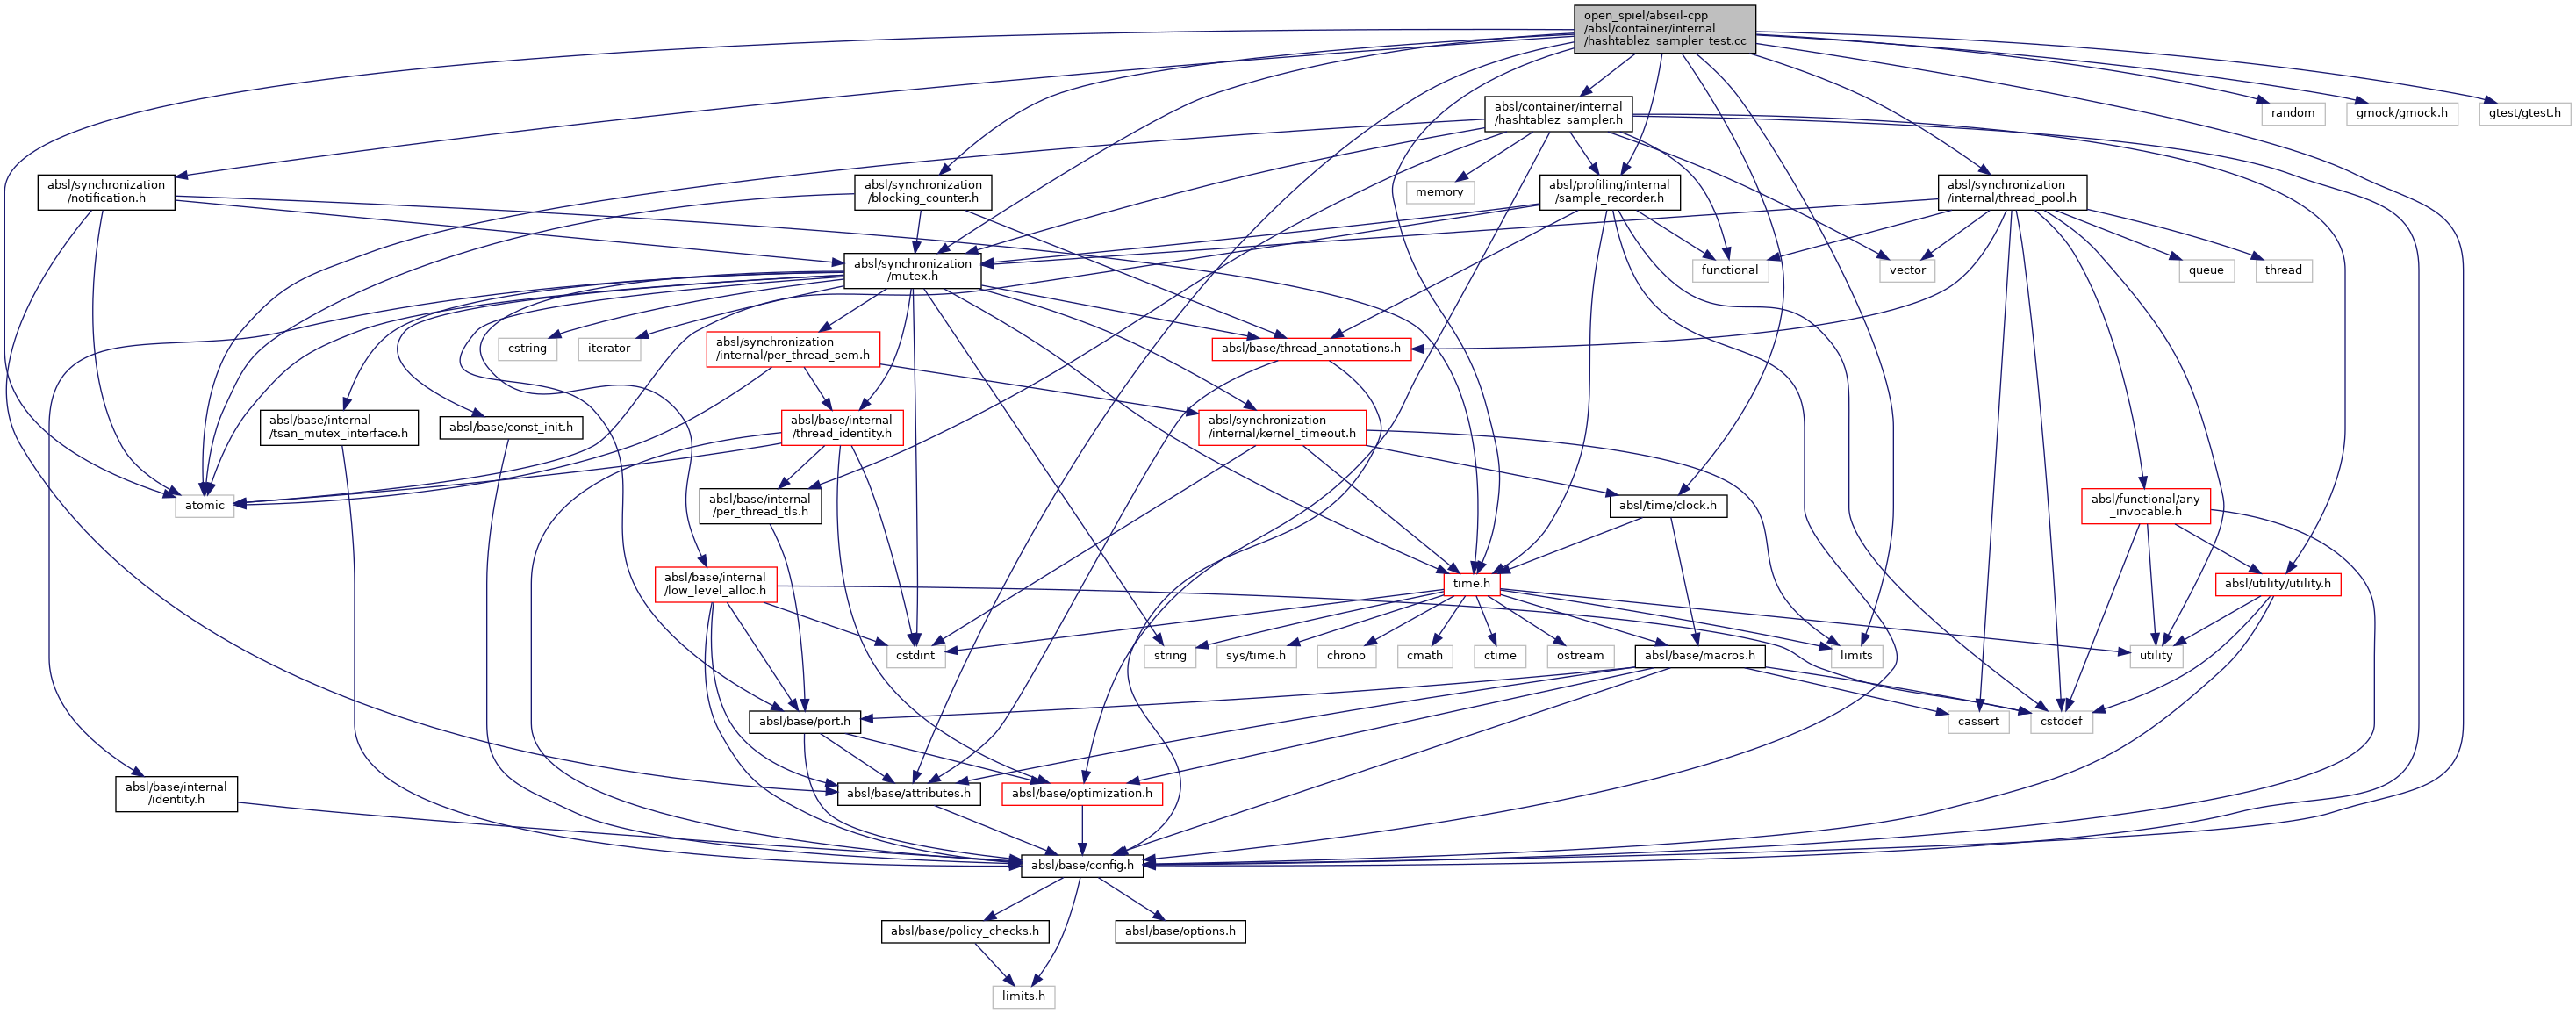 open_spiel/abseil-cpp
/absl/container/internal
/hashtablez_sampler_test.cc
absl/container/internal
/hashtablez_sampler.h
random
gmock/gmock.h
gtest/gtest.h
absl/synchronization
/notification.h
absl/synchronization
/blocking_counter.h
memory
absl/profiling/internal
/sample_recorder.h
absl/synchronization
/internal/thread_pool.h
absl/synchronization
/mutex.h
functional
vector
queue
thread
cstring
iterator
absl/synchronization
/internal/per_thread_sem.h
absl/base/thread_annotations.h
absl/base/internal
/tsan_mutex_interface.h
absl/base/const_init.h
absl/base/internal
/thread_identity.h
absl/synchronization
/internal/kernel_timeout.h
atomic
absl/base/internal
/per_thread_tls.h
absl/time/clock.h
absl/functional/any
_invocable.h
absl/base/internal
/low_level_alloc.h
time.h
absl/utility/utility.h
cstdint
string
sys/time.h
chrono
cmath
ctime
ostream
absl/base/macros.h
limits
utility
absl/base/port.h
cassert
cstddef
absl/base/internal
/identity.h
absl/base/attributes.h
absl/base/optimization.h
absl/base/config.h
absl/base/policy_checks.h
absl/base/options.h
limits.h